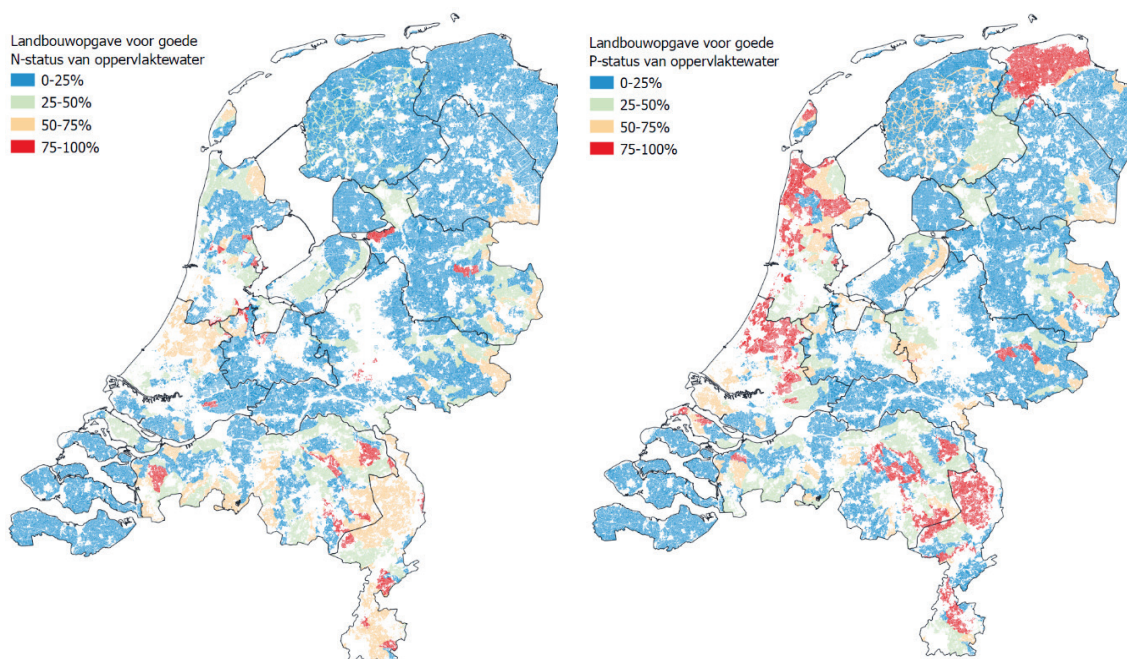 Landbouwopgave voor goede
N-status van oppervlaktewater
0-25%
25-50%
50-75%
75-100%
Landbouwopgave voor goede
P-status van oppervlaktewater
0-25%
25-50%
50-75%
75-100%